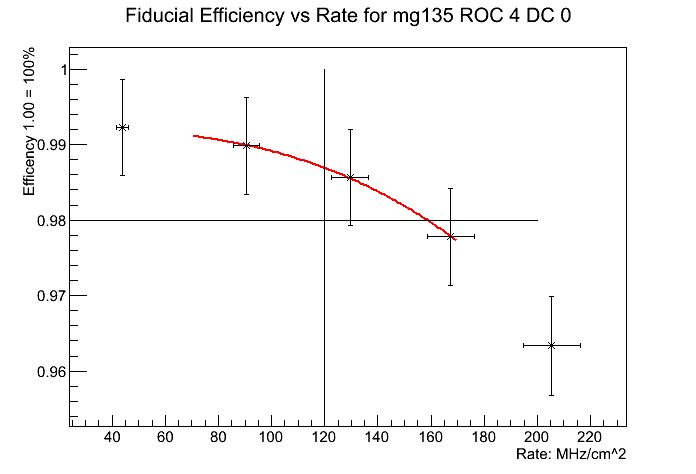 Fiducial Efficiency vs Rate for mg135 ROC 4 DC 0
Efficency 1.00 = 100%
1
0.99
0.98
0.97
0.96
40 60 80 100 120 140 160 180 200 220
Rate: MHz/cm^2